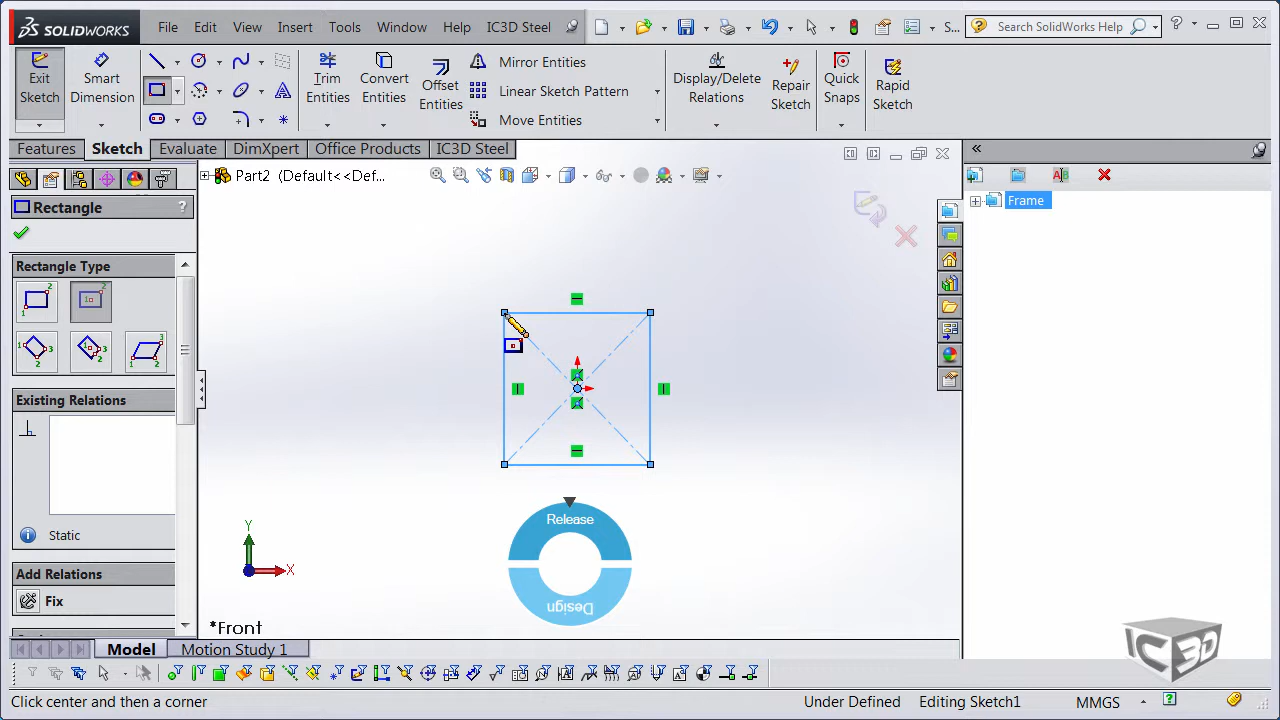 SOLIDWORKS File Edit View Insert Tools Window Help IC3D Steel S... Search SolidWorks Help ?
Exit Sketch
Smart Dimension
Trim Entities
Convert Entities
Offset Entities
Mirror Entities
Linear Sketch Pattern
Move Entities
Display/Delete Relations
Repair Sketch
Quick Snaps
Rapid Sketch
Features Sketch Evaluate DimXpert Office Products IC3D Steel
Part2 (Default<<Def...
Rectangle ?
Frame
Rectangle Type
Existing Relations
Static
Add Relations
Fix
Release
Design
Y
X
*Front
IC3D
Model Motion Study 1
Click center and then a corner Under Defined Editing Sketch1 MMGS